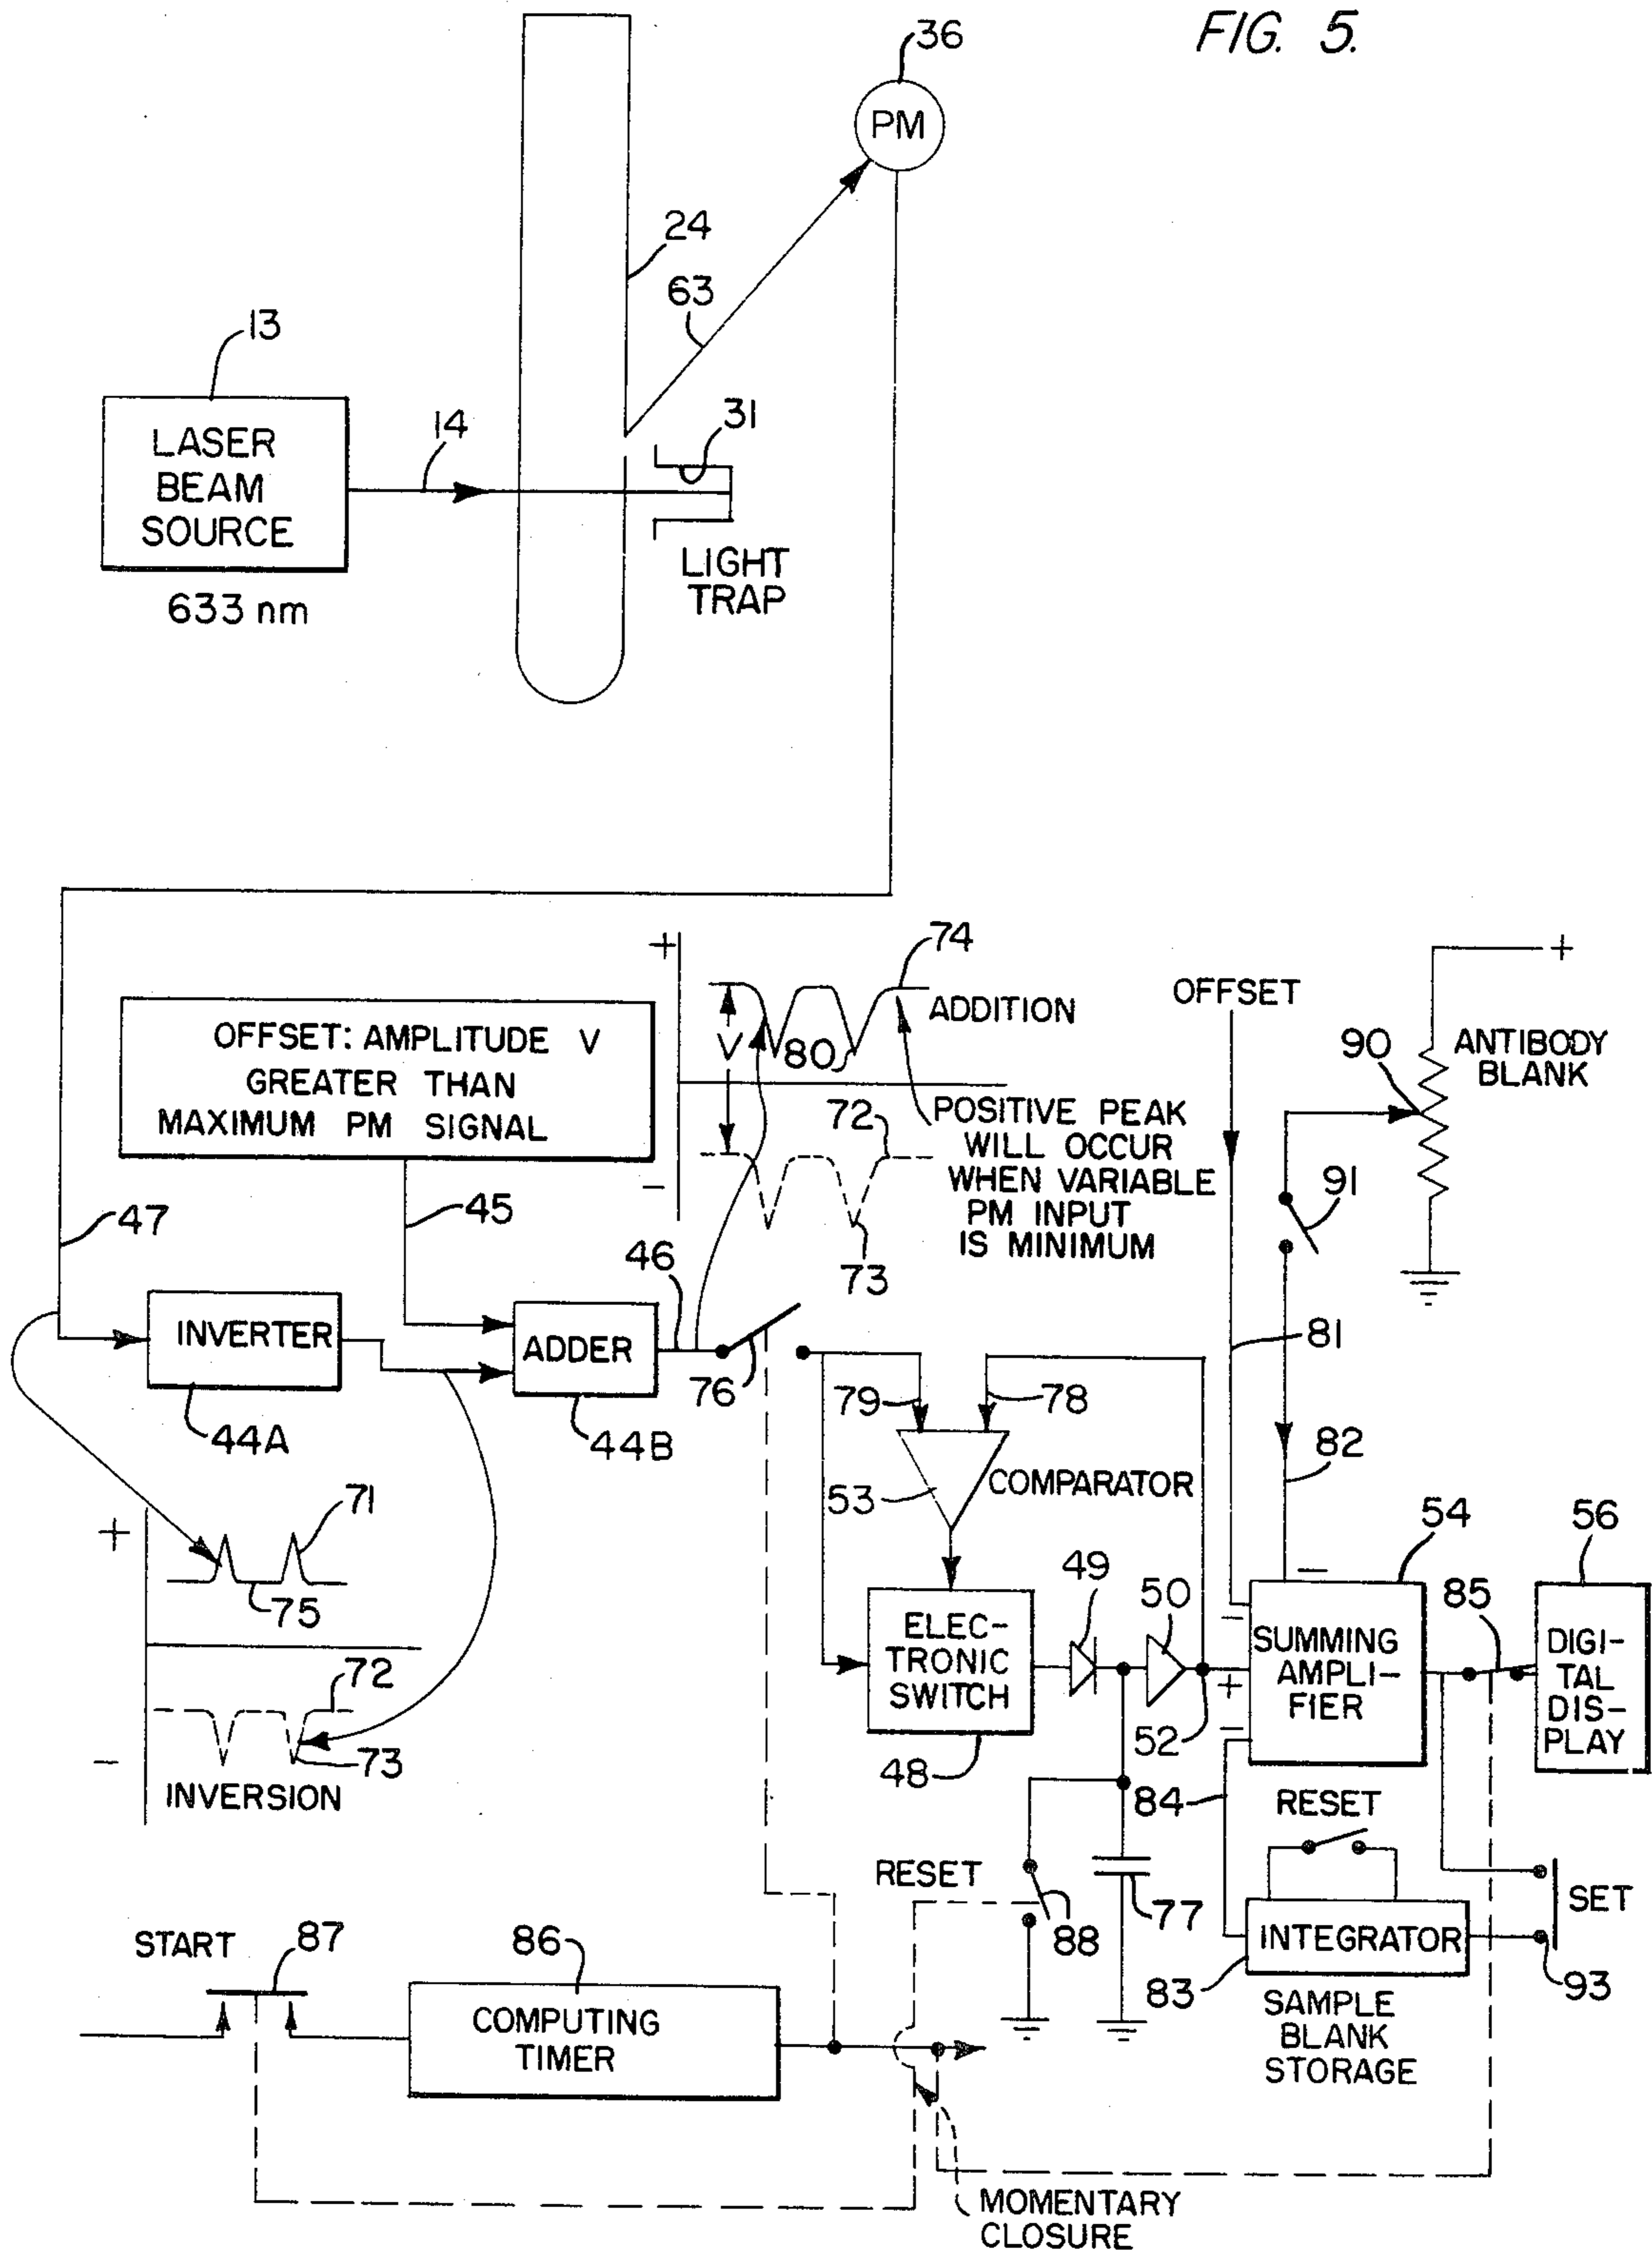 FIG. 5.
36
PM
24
63
13
LASER
BEAM
SOURCE
14
31
LIGHT
TRAP
633 nm
+
74
ADDITION
V
80
OFFSET: AMPLITUDE V
GREATER THAN
MAXIMUM PM SIGNAL
OFFSET
+
90
ANTIBODY
BLANK
72
POSITIVE PEAK
WILL OCCUR
WHEN VARIABLE
PM INPUT
IS MINIMUM
-
73
91
47
45
46
INVERTER
ADDER
76
79
78
81
44A
44B
82
53
COMPARATOR
71
+
75
72
-
73
INVERSION
49
50
54
56
85
ELEC-
TRONIC
SWITCH
48
52
-
-
+
-
SUMMING
AMPLI-
FIER
DIGI-
TAL
DIS-
PLAY
84
RESET
RESET
88
77
INTEGRATOR
SET
83
93
SAMPLE
BLANK
STORAGE
START
87
86
COMPUTING
TIMER
MOMENTARY
CLOSURE